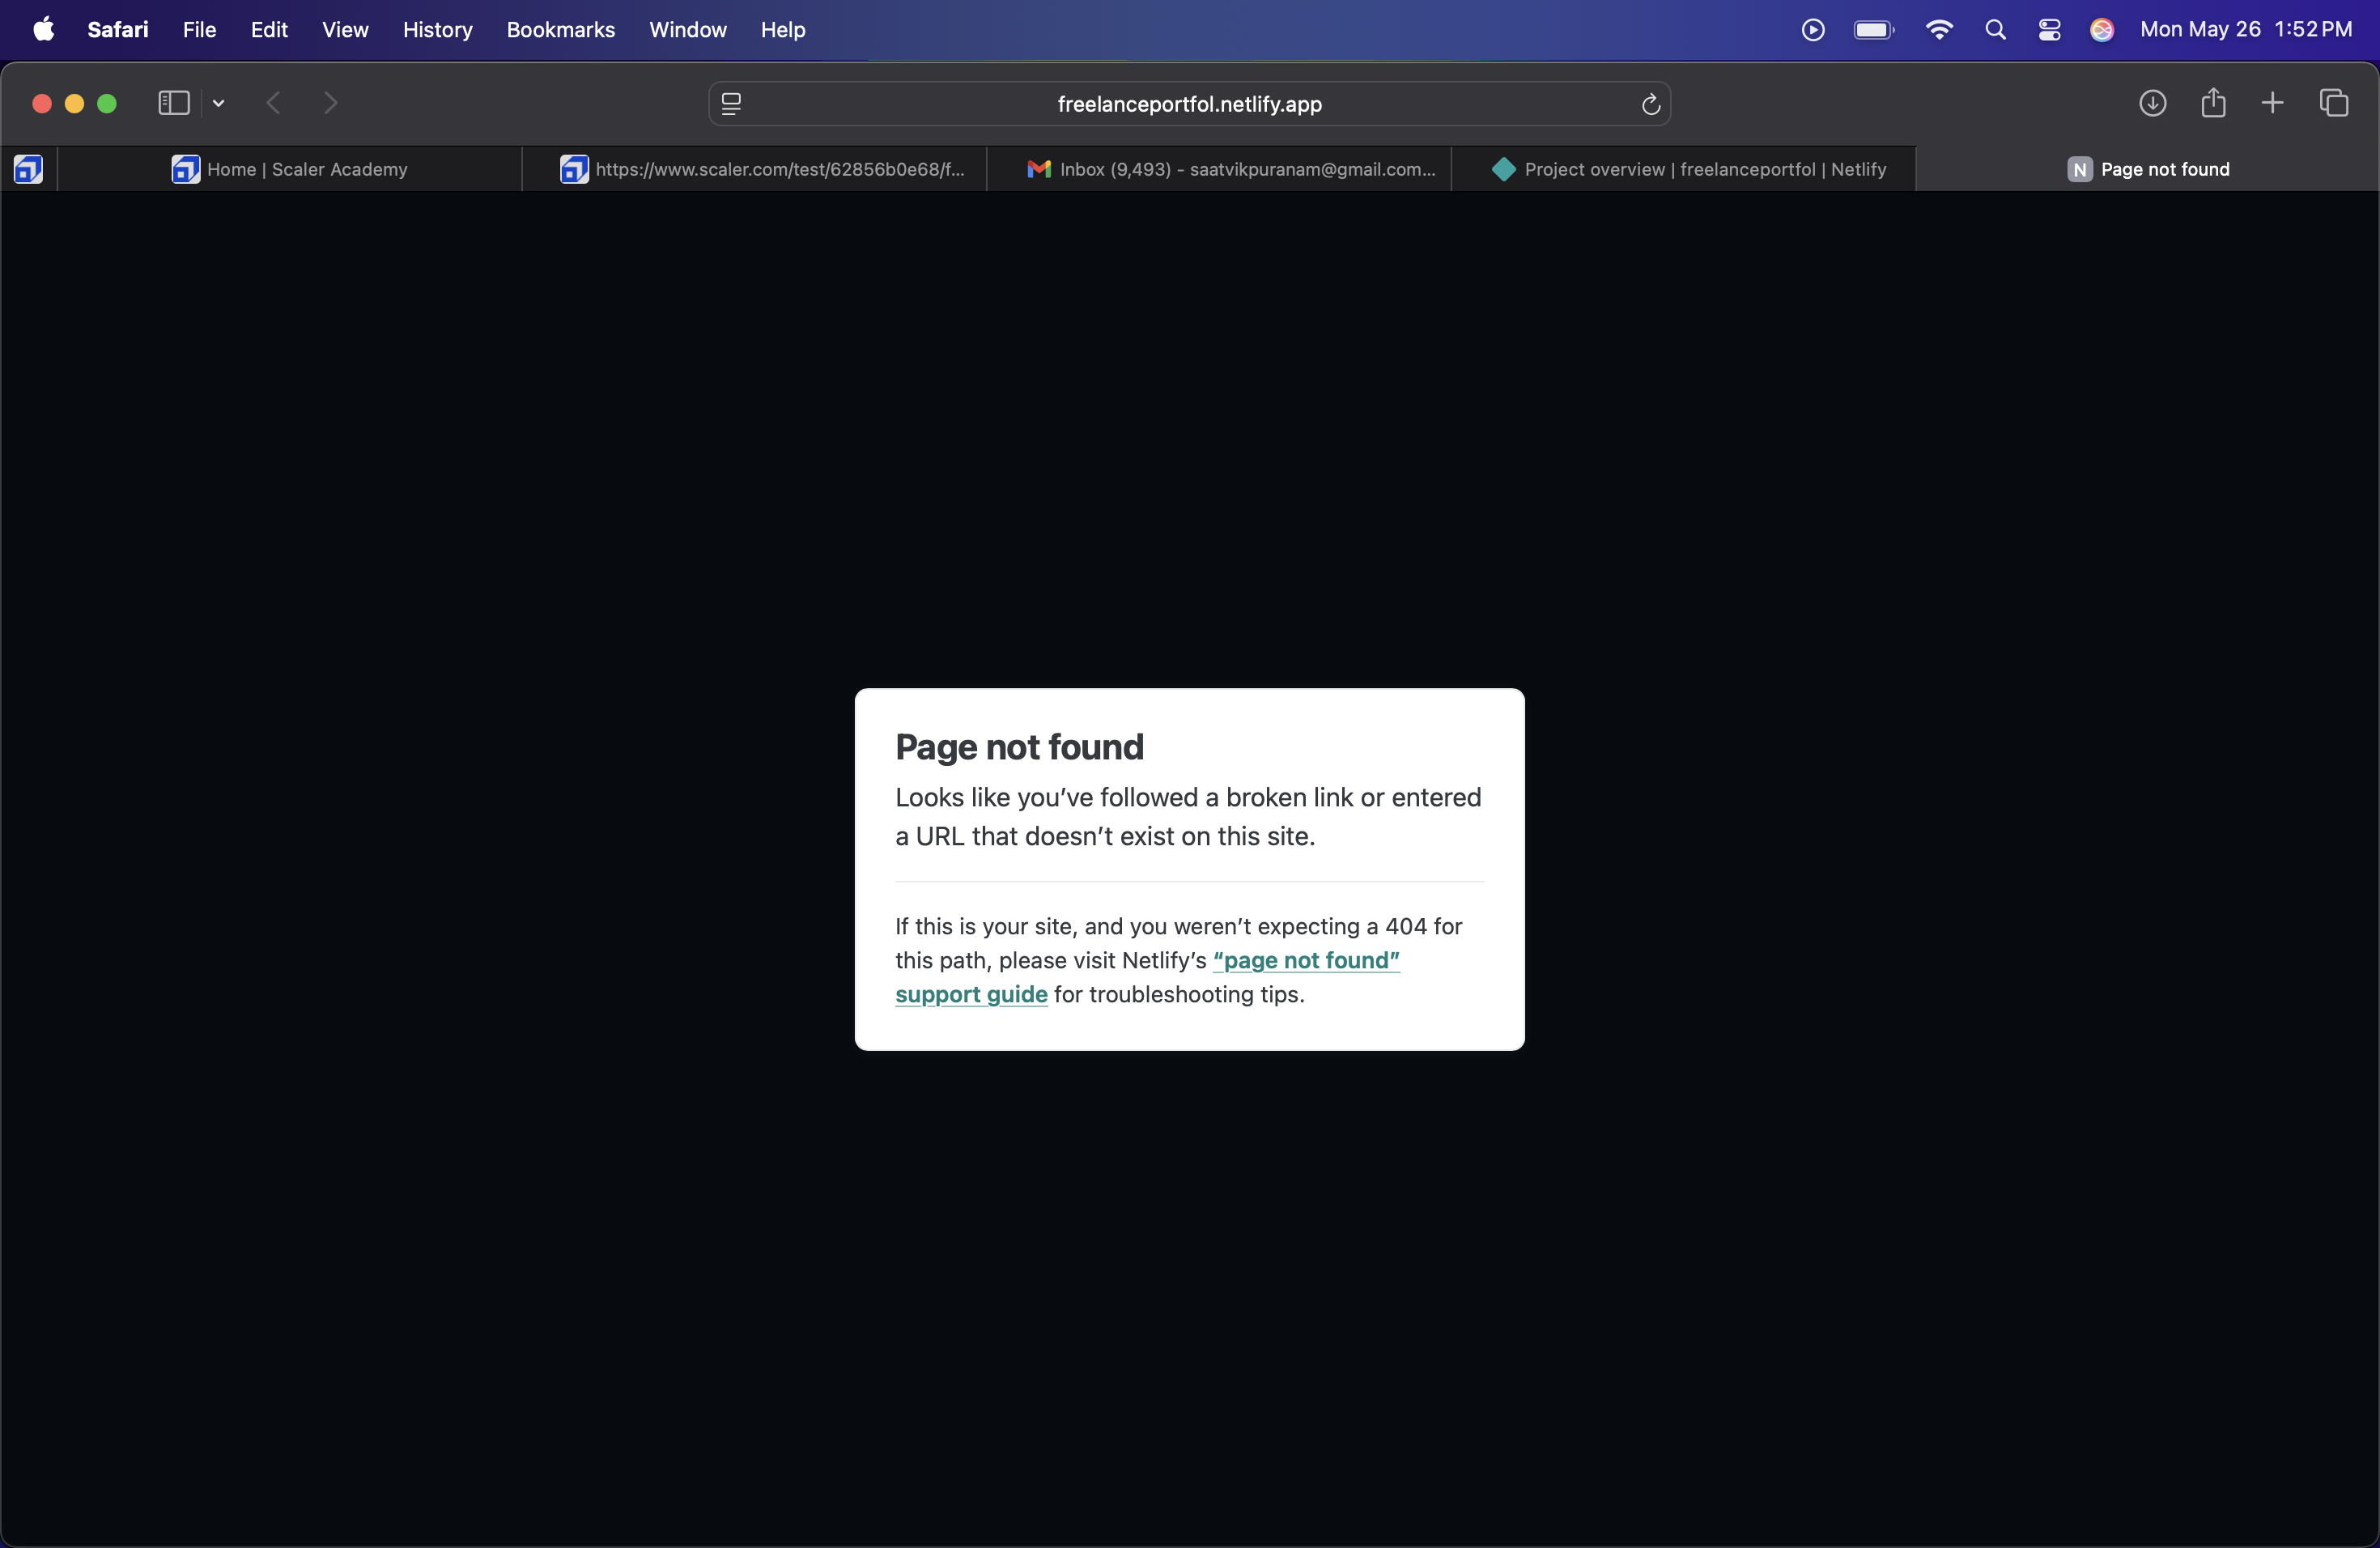 Safari File Edit View History Bookmarks Window Help Mon May 26 1:52 PM
freelanceportfol.netlify.app
Home | Scaler Academy https://www.scaler.com/test/62856b0e68/f... Inbox (9,493) - saatvikpuranam@gmail.com... Project overview | freelanceportfol | Netlify N Page not found
Page not found
Looks like you’ve followed a broken link or entered
a URL that doesn’t exist on this site.
If this is your site, and you weren’t expecting a 404 for
this path, please visit Netlify’s “page not found”
support guide for troubleshooting tips.